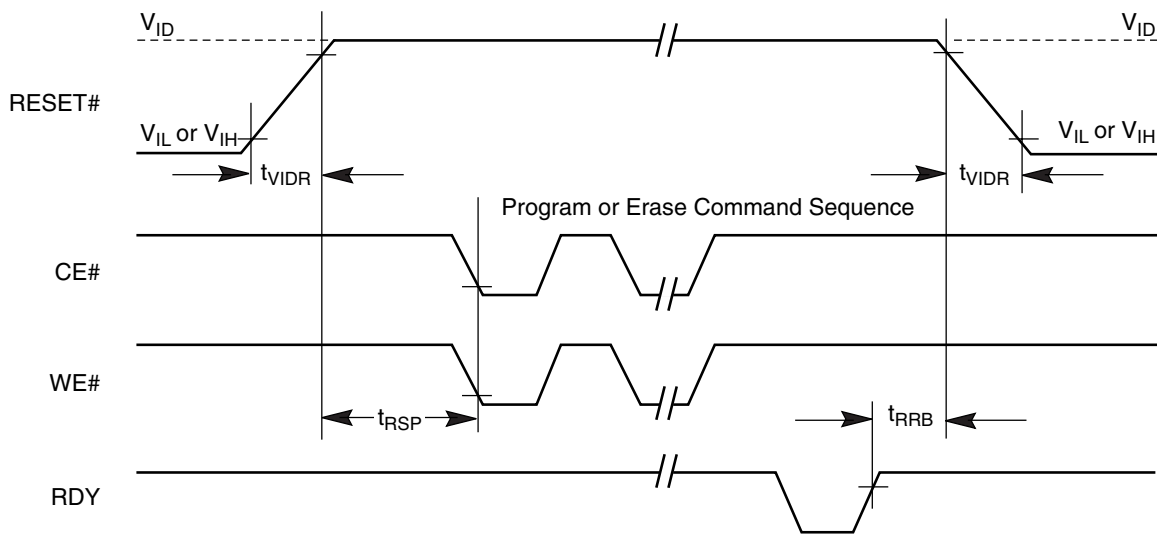 V_ID V_ID
RESET#
V_IL or V_IH V_IL or V_IH
t_VIDR t_VIDR
Program or Erase Command Sequence
CE#
WE#
t_RSP t_RRB
RDY